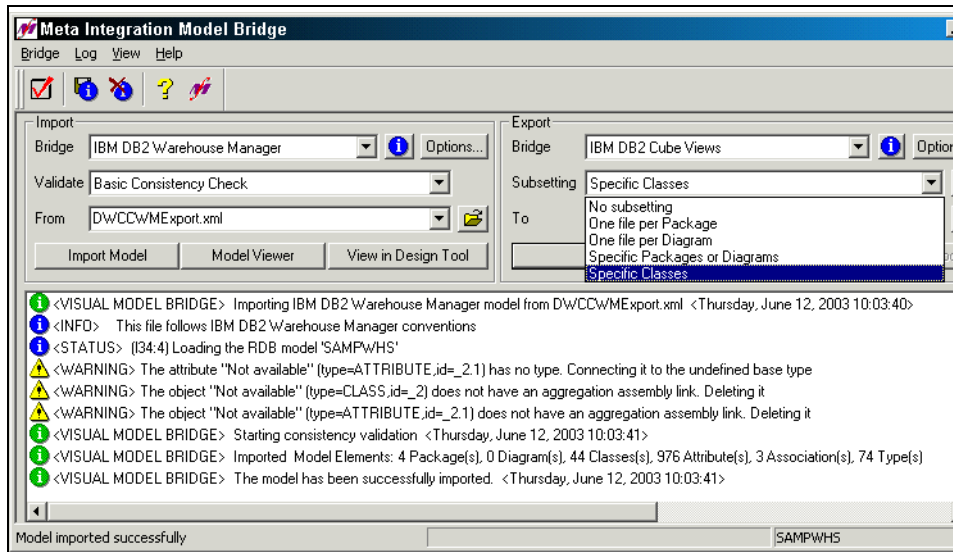 Meta Integration Model Bridge
Bridge Log View Help
Import
Bridge IBM DB2 Warehouse Manager Options...
Validate Basic Consistency Check
From DWCCWMExport.xml
Import Model Model Viewer View in Design Tool
Export
Bridge IBM DB2 Cube Views Option
Subsetting Specific Classes
To
No subsetting
One file per Package
One file per Diagram
Specific Packages or Diagrams
Specific Classes
<VISUAL MODEL BRIDGE> Importing IBM DB2 Warehouse Manager model from DWCCWMExport.xml <Thursday, June 12, 2003 10:03:40>
<INFO> This file follows IBM DB2 Warehouse Manager conventions
<STATUS> (I34:4) Loading the RDB model 'SAMPWHS'
<WARNING> The attribute "Not available" (type=ATTRIBUTE,id=_2.1) has no type. Connecting it to the undefined base type
<WARNING> The object "Not available" (type=CLASS,id=_2) does not have an aggregation assembly link. Deleting it
<WARNING> The object "Not available" (type=ATTRIBUTE,id=_2.1) does not have an aggregation assembly link. Deleting it
<VISUAL MODEL BRIDGE> Starting consistency validation <Thursday, June 12, 2003 10:03:41>
<VISUAL MODEL BRIDGE> Imported Model Elements: 4 Package(s), 0 Diagram(s), 44 Classes(s), 976 Attribute(s), 3 Association(s), 74 Type(s)
<VISUAL MODEL BRIDGE> The model has been successfully imported. <Thursday, June 12, 2003 10:03:41>
Model imported successfully SAMPWHS